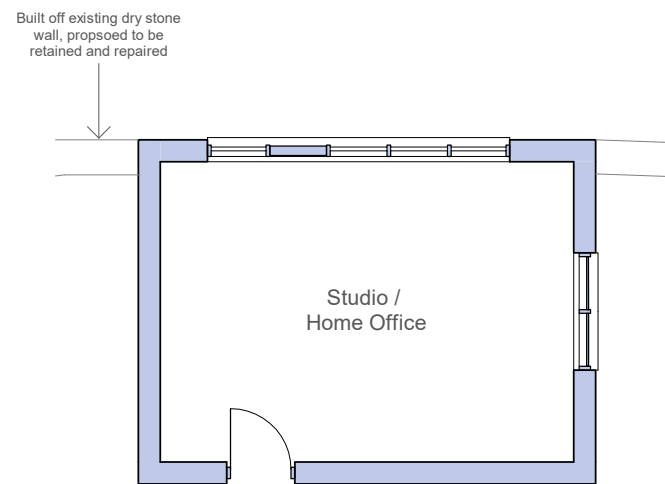 Built off existing dry stone
wall, propsoed to be
retained and repaired
Studio /
Home Office